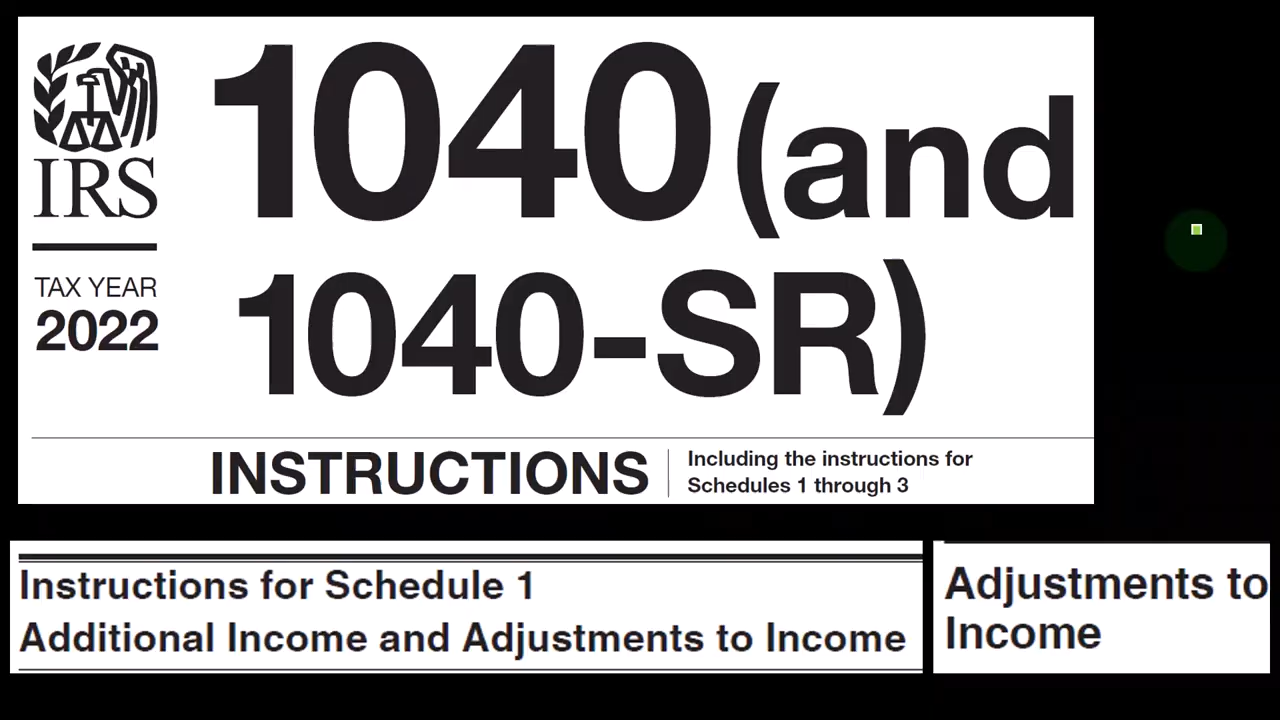 IRS
TAX YEAR
2022
1040 (and
1040-SR)
INSTRUCTIONS
Including the instructions for
Schedules 1 through 3
Instructions for Schedule 1
Additional Income and Adjustments to Income
Adjustments to
Income